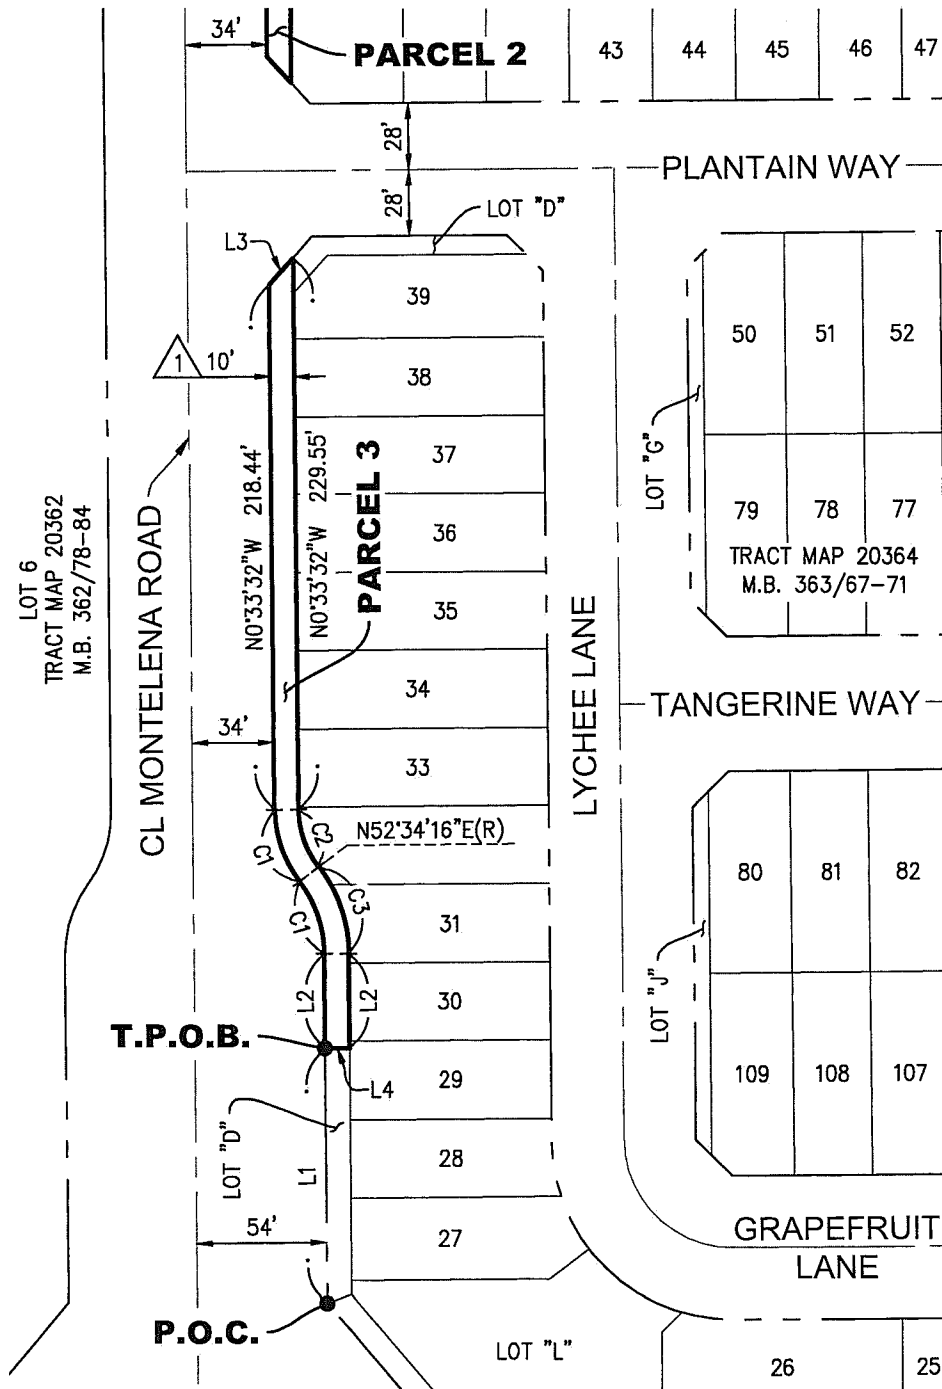 34'
PARCEL 2
43
44
45
46
47
28'
PLANTAIN WAY
28'
LOT "D"
L3
39
50
51
52
1
10'
38
LOT "G"
37
N0°33'32"W 218.44'
N0°33'32"W 229.55'
PARCEL 3
79
78
77
36
TRACT MAP 20364
M.B. 363/67-71
LOT 6
TRACT MAP 20362
M.B. 362/78-84
CL MONTELENA ROAD
35
LYCHEE LANE
34
TANGERINE WAY
34'
33
C1
C2
N52°34'16"E(R)
80
81
82
C1
C3
31
LOT "J"
L2
L2
30
T.P.O.B.
L4
29
109
108
107
LOT "D"
L1
28
54'
27
GRAPEFRUIT
LANE
P.O.C.
LOT "L"
26
25